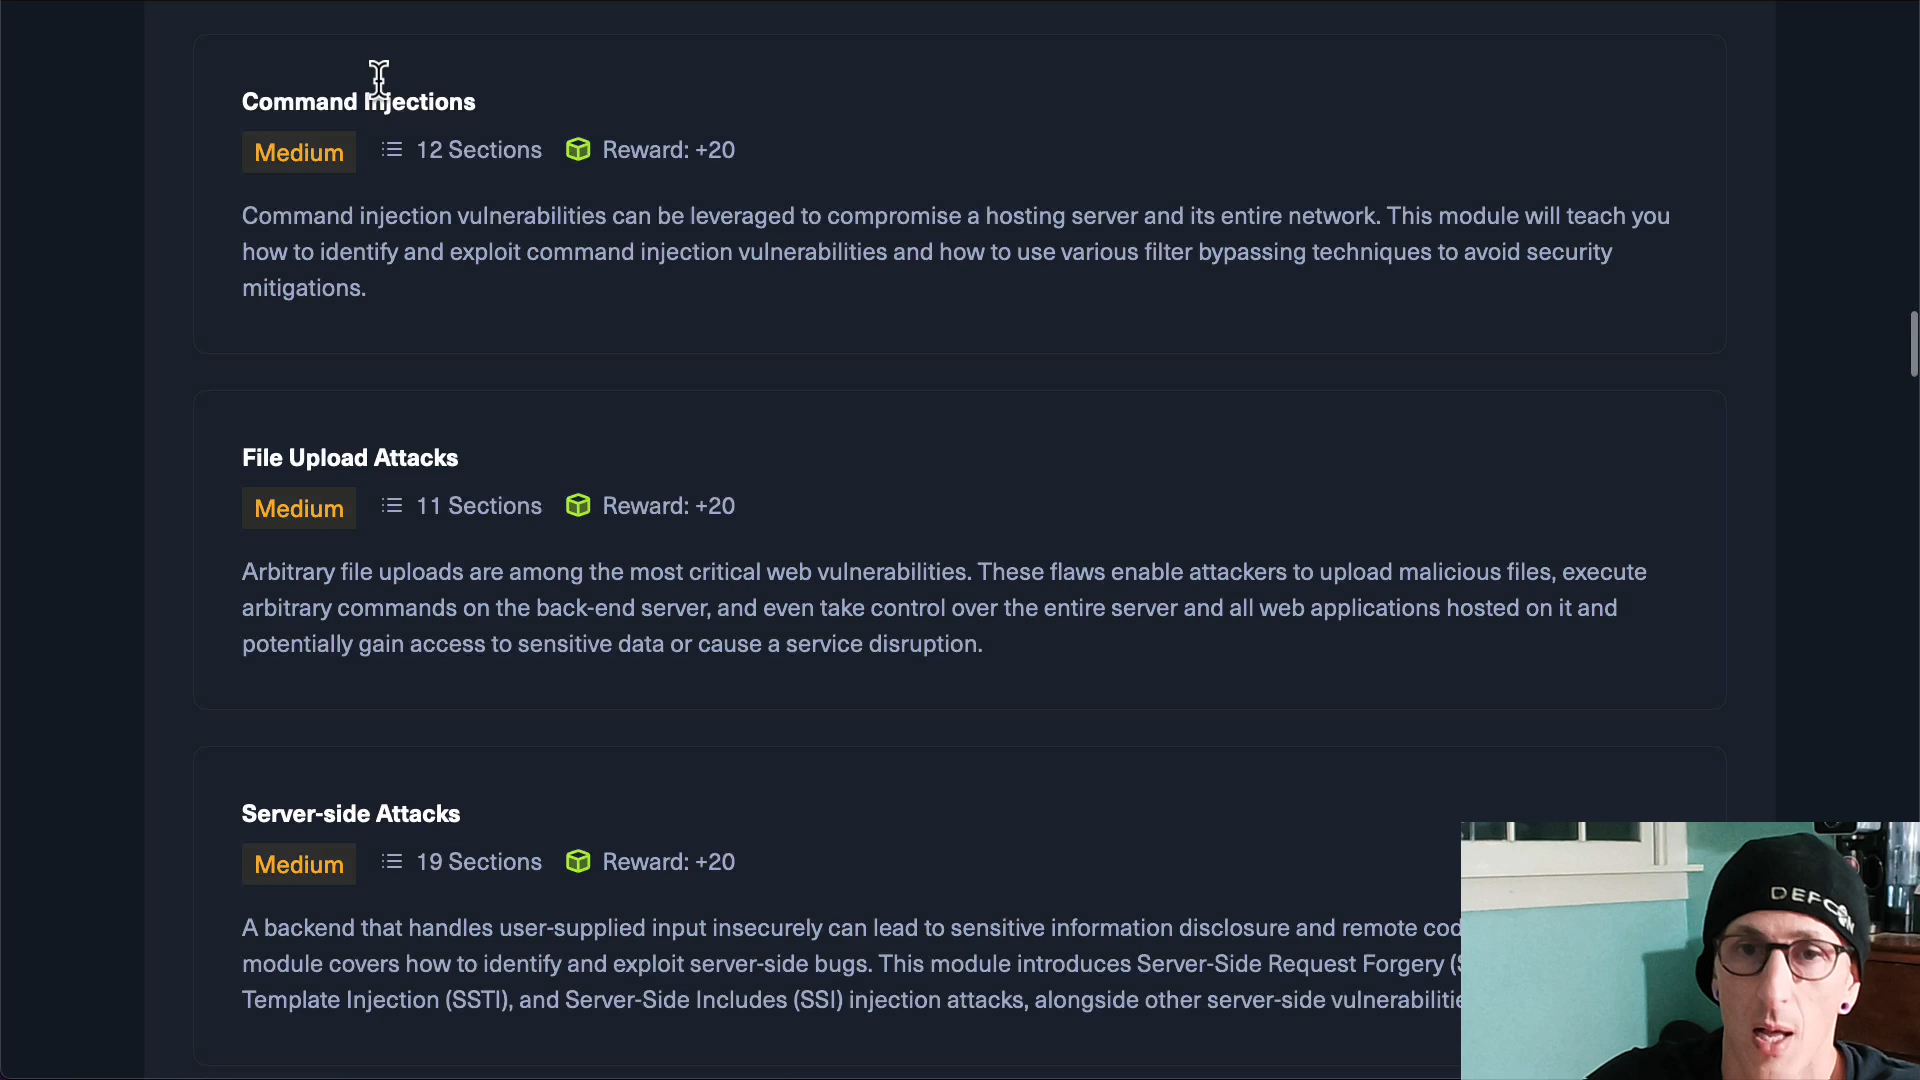 Command Injections
Medium 12 Sections Reward: +20
Command injection vulnerabilities can be leveraged to compromise a hosting server and its entire network. This module will teach you
how to identify and exploit command injection vulnerabilities and how to use various filter bypassing techniques to avoid security
mitigations.
File Upload Attacks
Medium 11 Sections Reward: +20
Arbitrary file uploads are among the most critical web vulnerabilities. These flaws enable attackers to upload malicious files, execute
arbitrary commands on the back-end server, and even take control over the entire server and all web applications hosted on it and
potentially gain access to sensitive data or cause a service disruption.
Server-side Attacks
Medium 19 Sections Reward: +20
A backend that handles user-supplied input insecurely can lead to sensitive information disclosure and remote
module covers how to identify and exploit server-side bugs. This module introduces Server-Side Request Forgery
Template Injection (SSTI), and Server-Side Includes (SSI) injection attacks, alongside other server-side
DEFCON